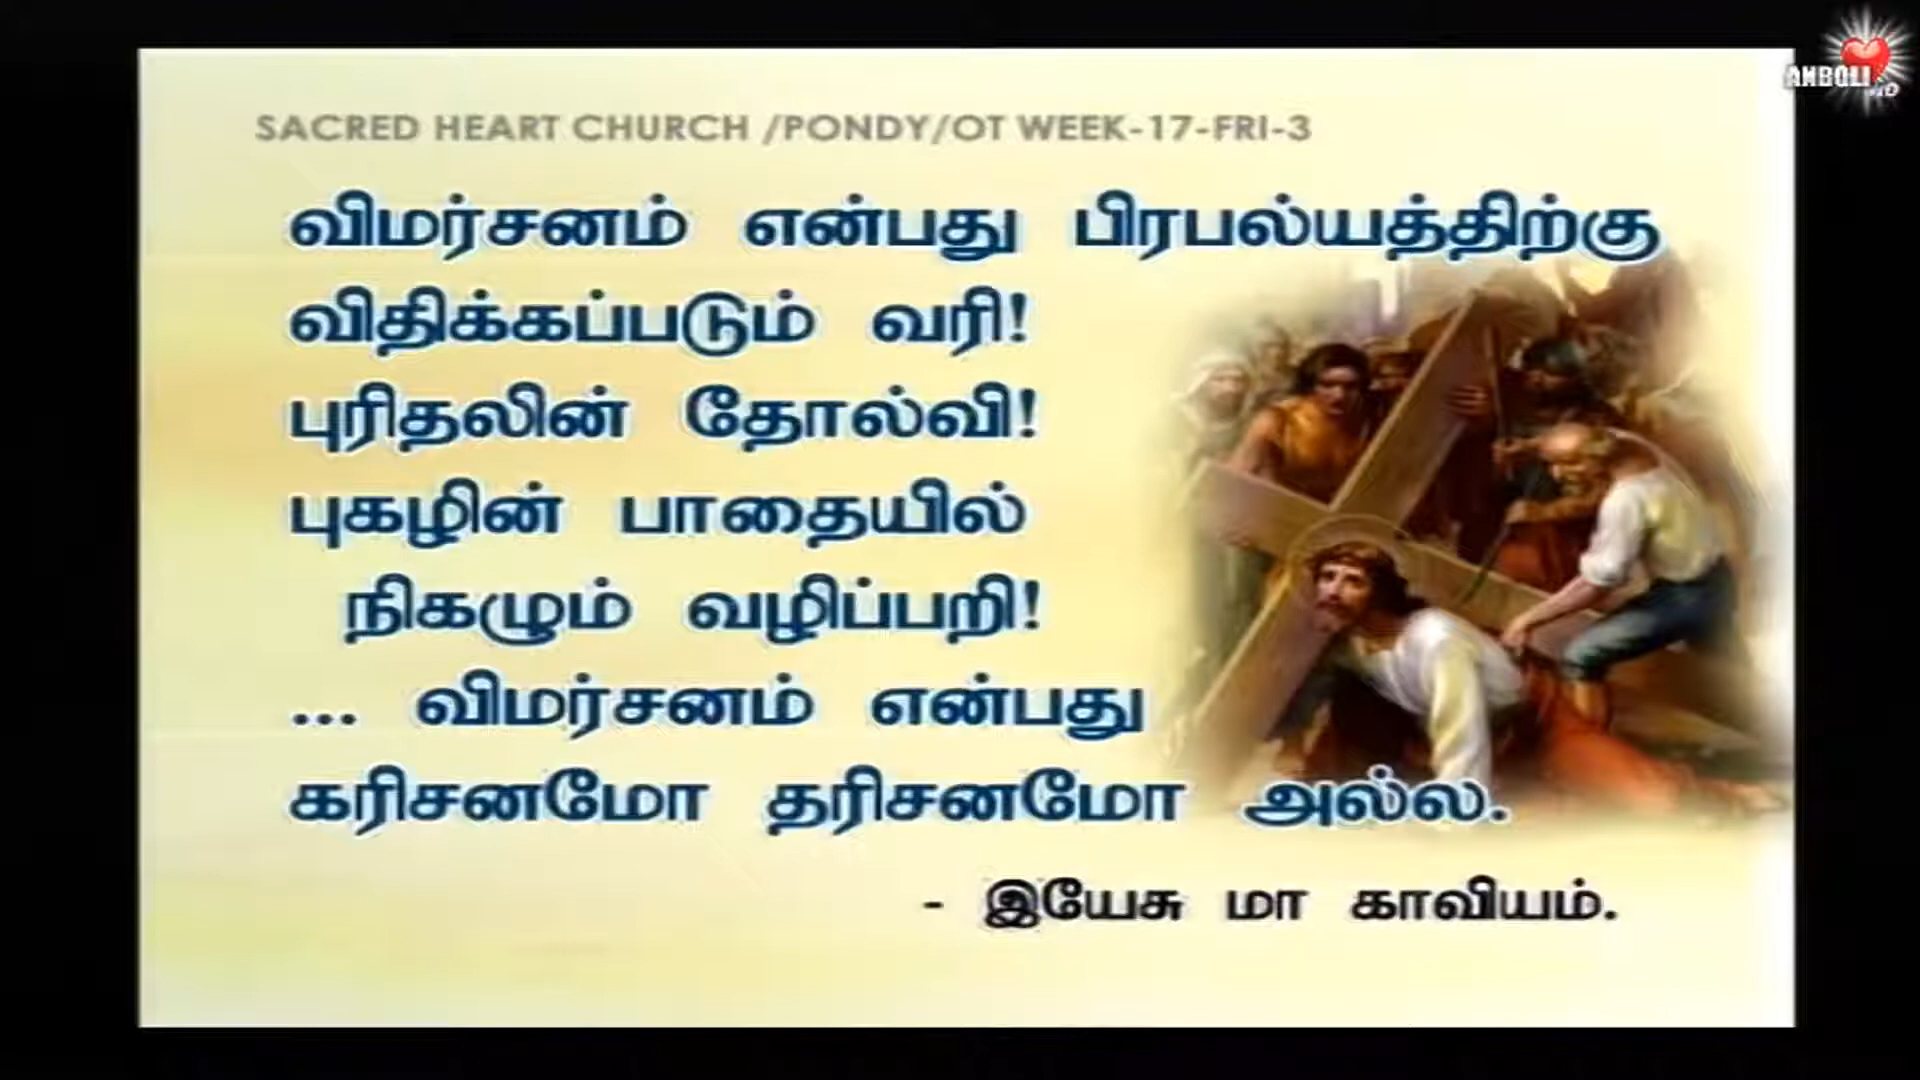 ANBOLI HD
SACRED HEART CHURCH /PONDY/OT WEEK-17-FRI-3
விமர்சனம் என்பது பிரபல்யத்திற்கு
விதிக்கப்படும் வரி!
புரிதலின் தோல்வி!
புகழின் பாதையில்
நிகழும் வழிப்பறி!
... விமர்சனம் என்பது
கரிசனமோ தரிசனமோ அல்ல.
- இயேசு மா காவியம்.